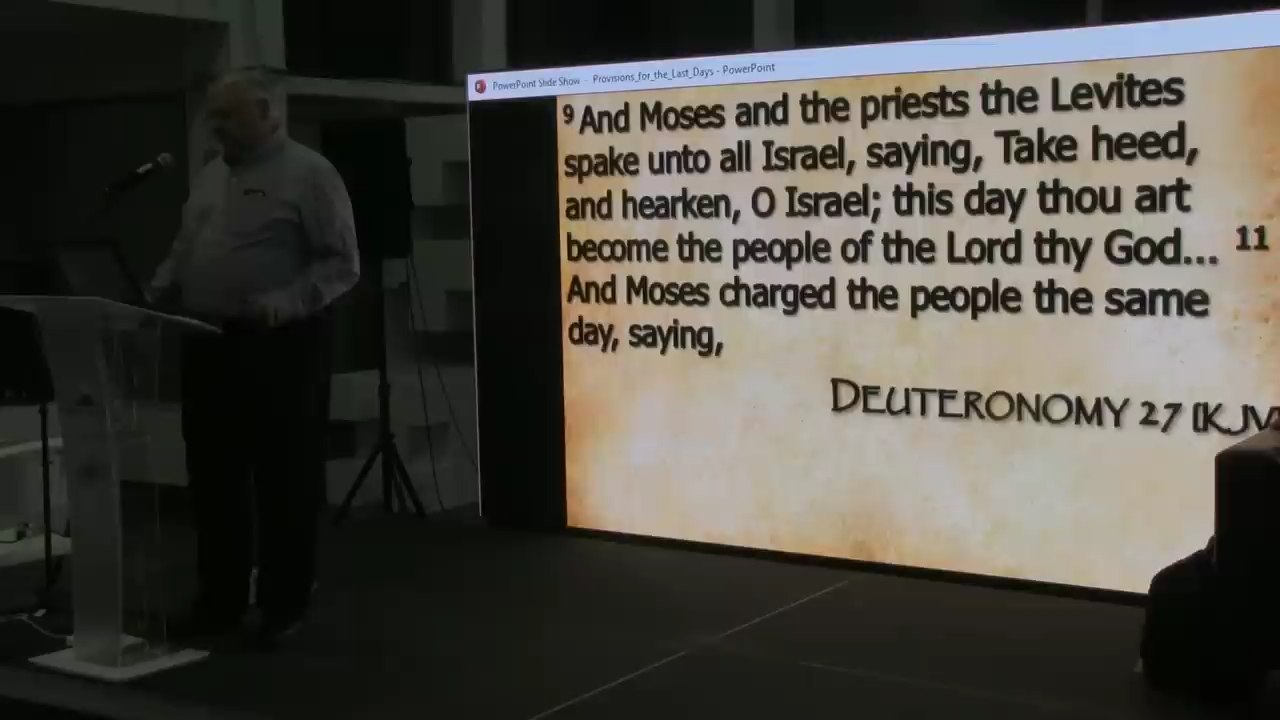 PowerPoint Slide Show - Provisions_for_the_Last_Days - PowerPoint
9 And Moses and the priests the Levites
spake unto all Israel, saying, Take heed,
and hearken, O Israel; this day thou art
become the people of the Lord thy God... 11
And Moses charged the people the same
day, saying,
DEUTERONOMY 27 (KJV